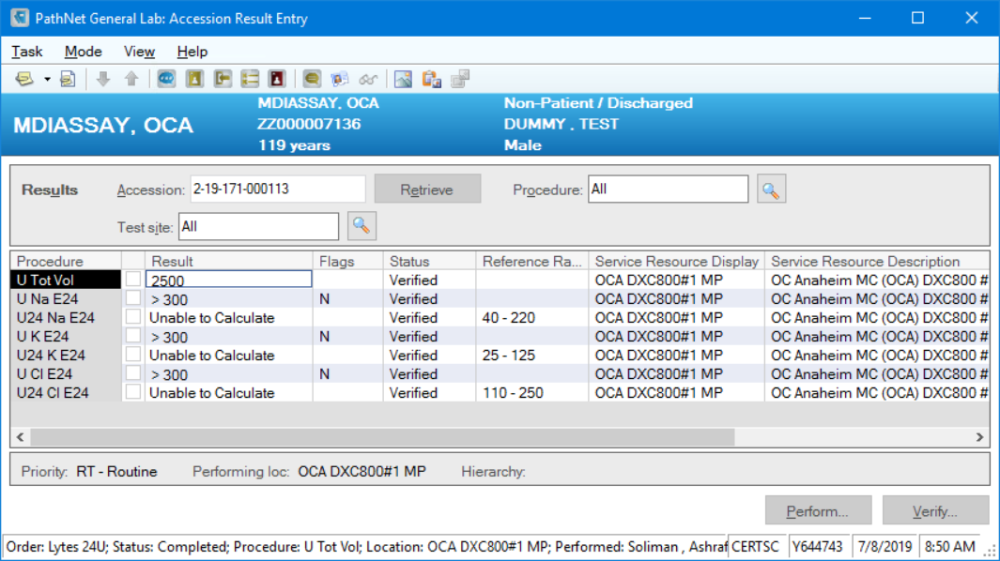 PathNet General Lab: Accession Result Entry
Task Mode View Help
MDIASSAY, OCA
MDIASSAY, OCA Non-Patient / Discharged
ZZ000007136 DUMMY , TEST
119 years Male
Results Accession: 2-19-171-000113 Retrieve Procedure: All
Test site: All
Procedure Result Flags Status Reference Ra... Service Resource Display Service Resource Description
U Tot Vol 2500 Verified OCA DXC800#1 MP OC Anaheim MC (OCA) DXC800 #
U Na E24 > 300 N Verified OCA DXC800#1 MP OC Anaheim MC (OCA) DXC800 #
U24 Na E24 Unable to Calculate Verified 40 - 220 OCA DXC800#1 MP OC Anaheim MC (OCA) DXC800 #
U K E24 > 300 N Verified OCA DXC800#1 MP OC Anaheim MC (OCA) DXC800 #
U24 K E24 Unable to Calculate Verified 25 - 125 OCA DXC800#1 MP OC Anaheim MC (OCA) DXC800 #
U Cl E24 > 300 N Verified OCA DXC800#1 MP OC Anaheim MC (OCA) DXC800 #
U24 Cl E24 Unable to Calculate Verified 110 - 250 OCA DXC800#1 MP OC Anaheim MC (OCA) DXC800 #
Priority: RT - Routine Performing loc: OCA DXC800#1 MP Hierarchy:
Perform... Verify...
Order: Lytes 24U; Status: Completed; Procedure: U Tot Vol; Location: OCA DXC800#1 MP; Performed: Soliman , Ashraf CERTSC Y644743 7/8/2019 8:50 AM